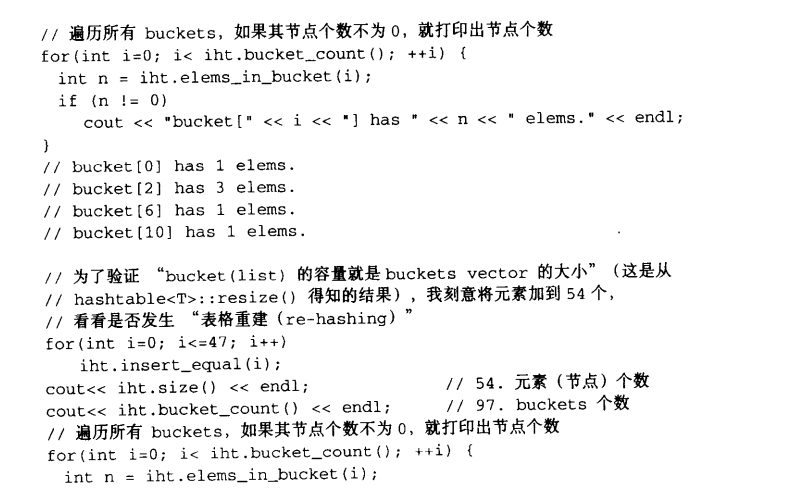 // 遍历所有 buckets, 如果其节点个数不为 0, 就打印出节点个数
for(int i=0; i< iht.bucket_count(); ++i) {
  int n = iht.elems_in_bucket(i);
  if (n != 0)
    cout << "bucket[" << i << "] has " << n << " elems." << endl;
}
// bucket[0] has 1 elems.
// bucket[2] has 3 elems.
// bucket[6] has 1 elems.
// bucket[10] has 1 elems.
// 为了验证 “bucket(list) 的容量就是 buckets vector 的大小” (这是从
// hashtable<T>::resize() 得知的结果), 我刻意将元素加到 54 个,
// 看看是否发生 “表格重建 (re-hashing) ”
for(int i=0; i<=47; i++)
   iht.insert_equal(i);
cout<< iht.size() << endl;              // 54. 元素 (节点) 个数
cout<< iht.bucket_count() << endl;      // 97. buckets 个数
// 遍历所有 buckets, 如果其节点个数不为 0, 就打印出节点个数
for(int i=0; i< iht.bucket_count(); ++i) {
  int n = iht.elems_in_bucket(i);